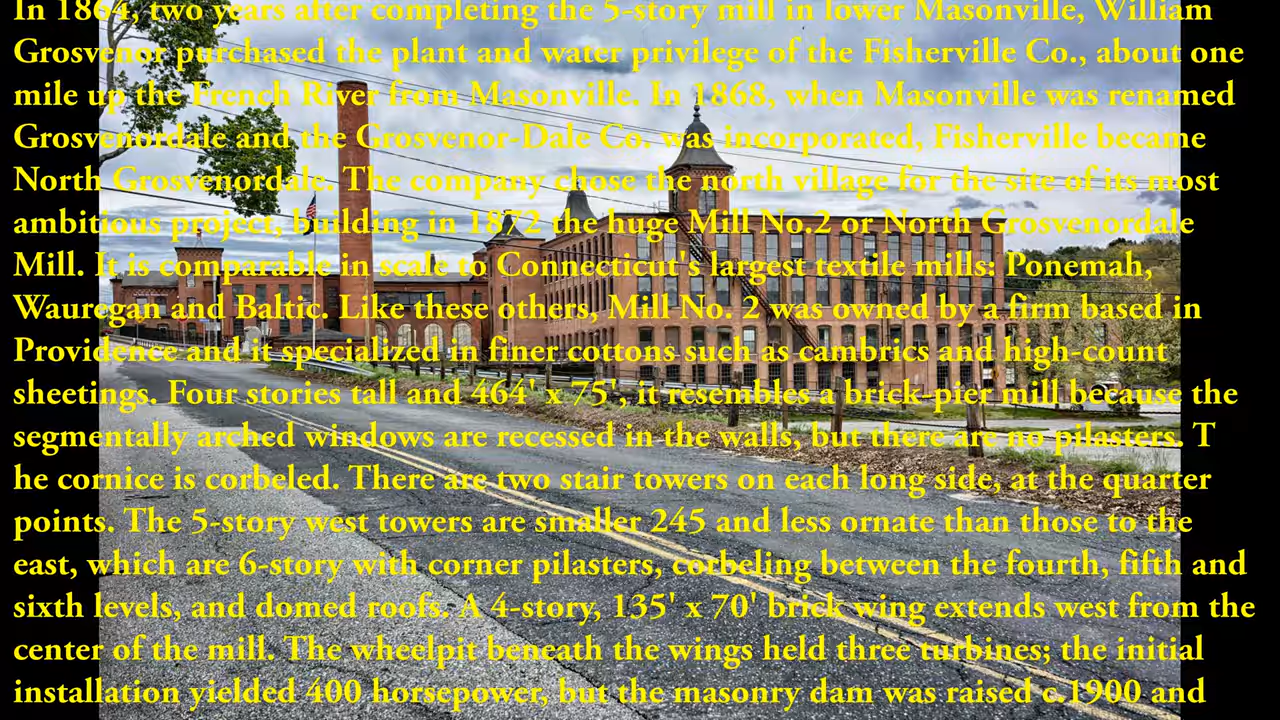 In 1864, two years after completing the 5-story mill in lower Masonville, William
Grosvenor purchased the plant and water privilege of the Fisherville Co., about one
mile up the French River from Masonville. In 1868, when Masonville was renamed
Grosvenordale and the Grosvenor-Dale Co. was incorporated, Fisherville became
North Grosvenordale. The company chose the north village for the site of its most
ambitious project, building in 1872 the huge Mill No.2 or North Grosvenordale
Mill. It is comparable in scale to Connecticut's largest textile mills: Ponemah,
Wauregan and Baltic. Like these others, Mill No. 2 was owned by a firm based in
Providence and it specialized in finer cottons such as cambrics and high-count
sheetings. Four stories tall and 464' x 75', it resembles a brick-pier mill because the
segmentally arched windows are recessed in the walls, but there are no pilasters. T
he cornice is corbeled. There are two stair towers on each long side, at the quarter
points. The 5-story west towers are smaller 245 and less ornate than those to the
east, which are 6-story with corner pilasters, corbeling between the fourth, fifth and
sixth levels, and domed roofs. A 4-story, 135' x 70' brick wing extends west from the
center of the mill. The wheelpit beneath the wings held three turbines; the initial
installation yielded 400 horsepower, but the masonry dam was raised c.1900 and